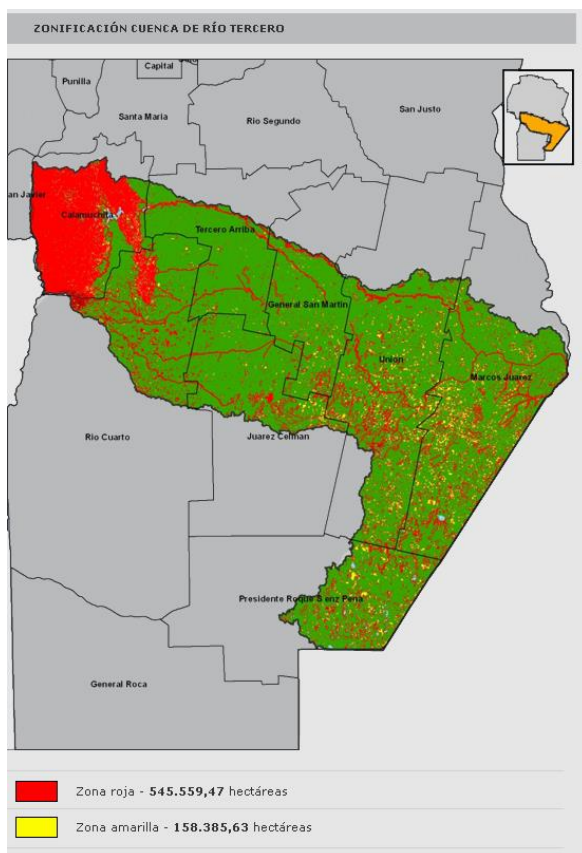 ZONIFICACIÓN CUENCA DE RÍO TERCERO
Capital
Punilla
Santa Maria
Rio Segundo
San Justo
an Javier
Calamuchita
Tercero Arriba
General San Martin
Union
Marcos Juarez
Rio Cuarto
Juarez Celman
Presidente Roque Saenz Pena
General Roca
Zona roja - 545.559,47 hectáreas
Zona amarilla - 158.385,63 hectáreas